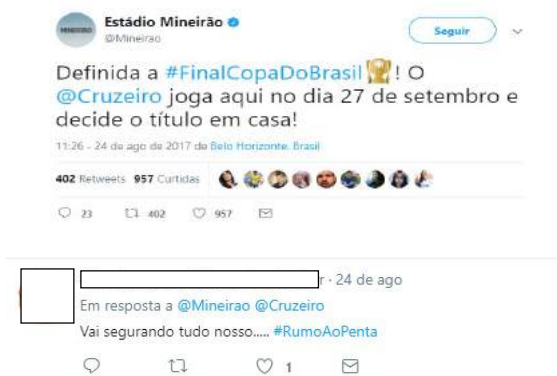 Estádio Mineirão
@Mineirao
Seguir
Definida a #FinalCopaDoBrasil🏆! O
@Cruzeiro joga aqui no dia 27 de setembro e
decide o título em casa!
11:26 - 24 de ago de 2017 de Belo Horizonte, Brasil
402 Retweets 957 Curtidas
23 402 957
r · 24 de ago
Em resposta a @Mineirao @Cruzeiro
Vai segurando tudo nosso..... #RumoAoPenta
1